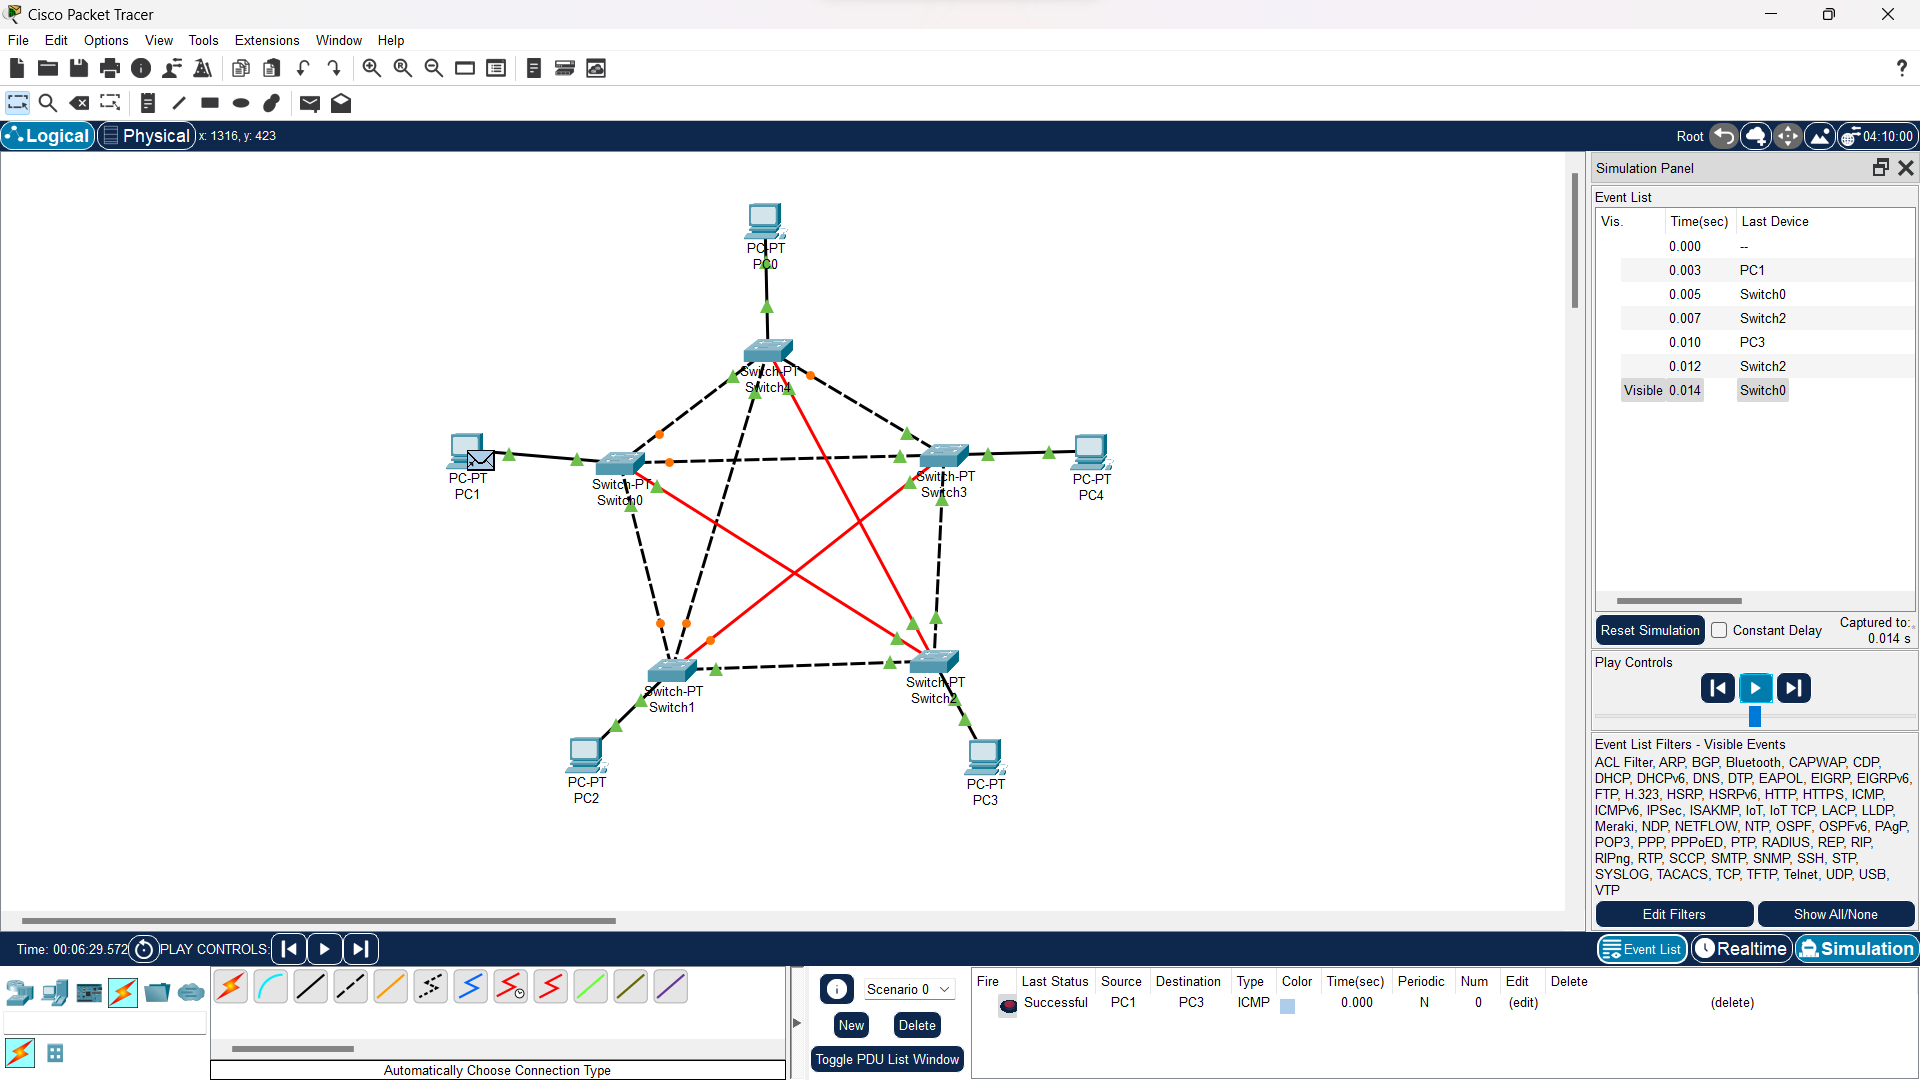 Cisco Packet Tracer
File Edit Options View Tools Extensions Window Help
?
Logical Physical x: 1316, y: 423 Root 04:10:00
Simulation Panel
Event List
Vis. Time(sec) Last Device
0.000 --
0.003 PC1
0.005 Switch0
0.007 Switch2
0.010 PC3
0.012 Switch2
Visible 0.014 Switch0
PC-PT
PC0
Switch-PT
Switch4
PC-PT
PC1
Switch-PT
Switch0
Switch-PT
Switch3
PC-PT
PC4
Switch-PT
Switch1
Switch-PT
Switch2
PC-PT
PC2
PC-PT
PC3
Reset Simulation Constant Delay Captured to:
0.014 s
Play Controls
Event List Filters - Visible Events
ACL Filter, ARP, BGP, Bluetooth, CAPWAP, CDP,
DHCP, DHCPv6, DNS, DTP, EAPOL, EIGRP, EIGRPv6,
FTP, H.323, HSRP, HSRPv6, HTTP, HTTPS, ICMP,
ICMPv6, IPSec, ISAKMP, IoT, IoT TCP, LACP, LLDP,
Meraki, NDP, NETFLOW, NTP, OSPF, OSPFv6, PAgP,
POP3, PPP, PPPoED, PTP, RADIUS, REP, RIP,
RIPng, RTP, SCCP, SMTP, SNMP, SSH, STP,
SYSLOG, TACACS, TCP, TFTP, Telnet, UDP, USB,
VTP
Edit Filters Show All/None
Time: 00:06:29.572 PLAY CONTROLS: Event List Realtime Simulation
Scenario 0
New Delete
Toggle PDU List Window
Fire Last Status Source Destination Type Color Time(sec) Periodic Num Edit Delete
Successful PC1 PC3 ICMP 0.000 N 0 (edit) (delete)
Automatically Choose Connection Type